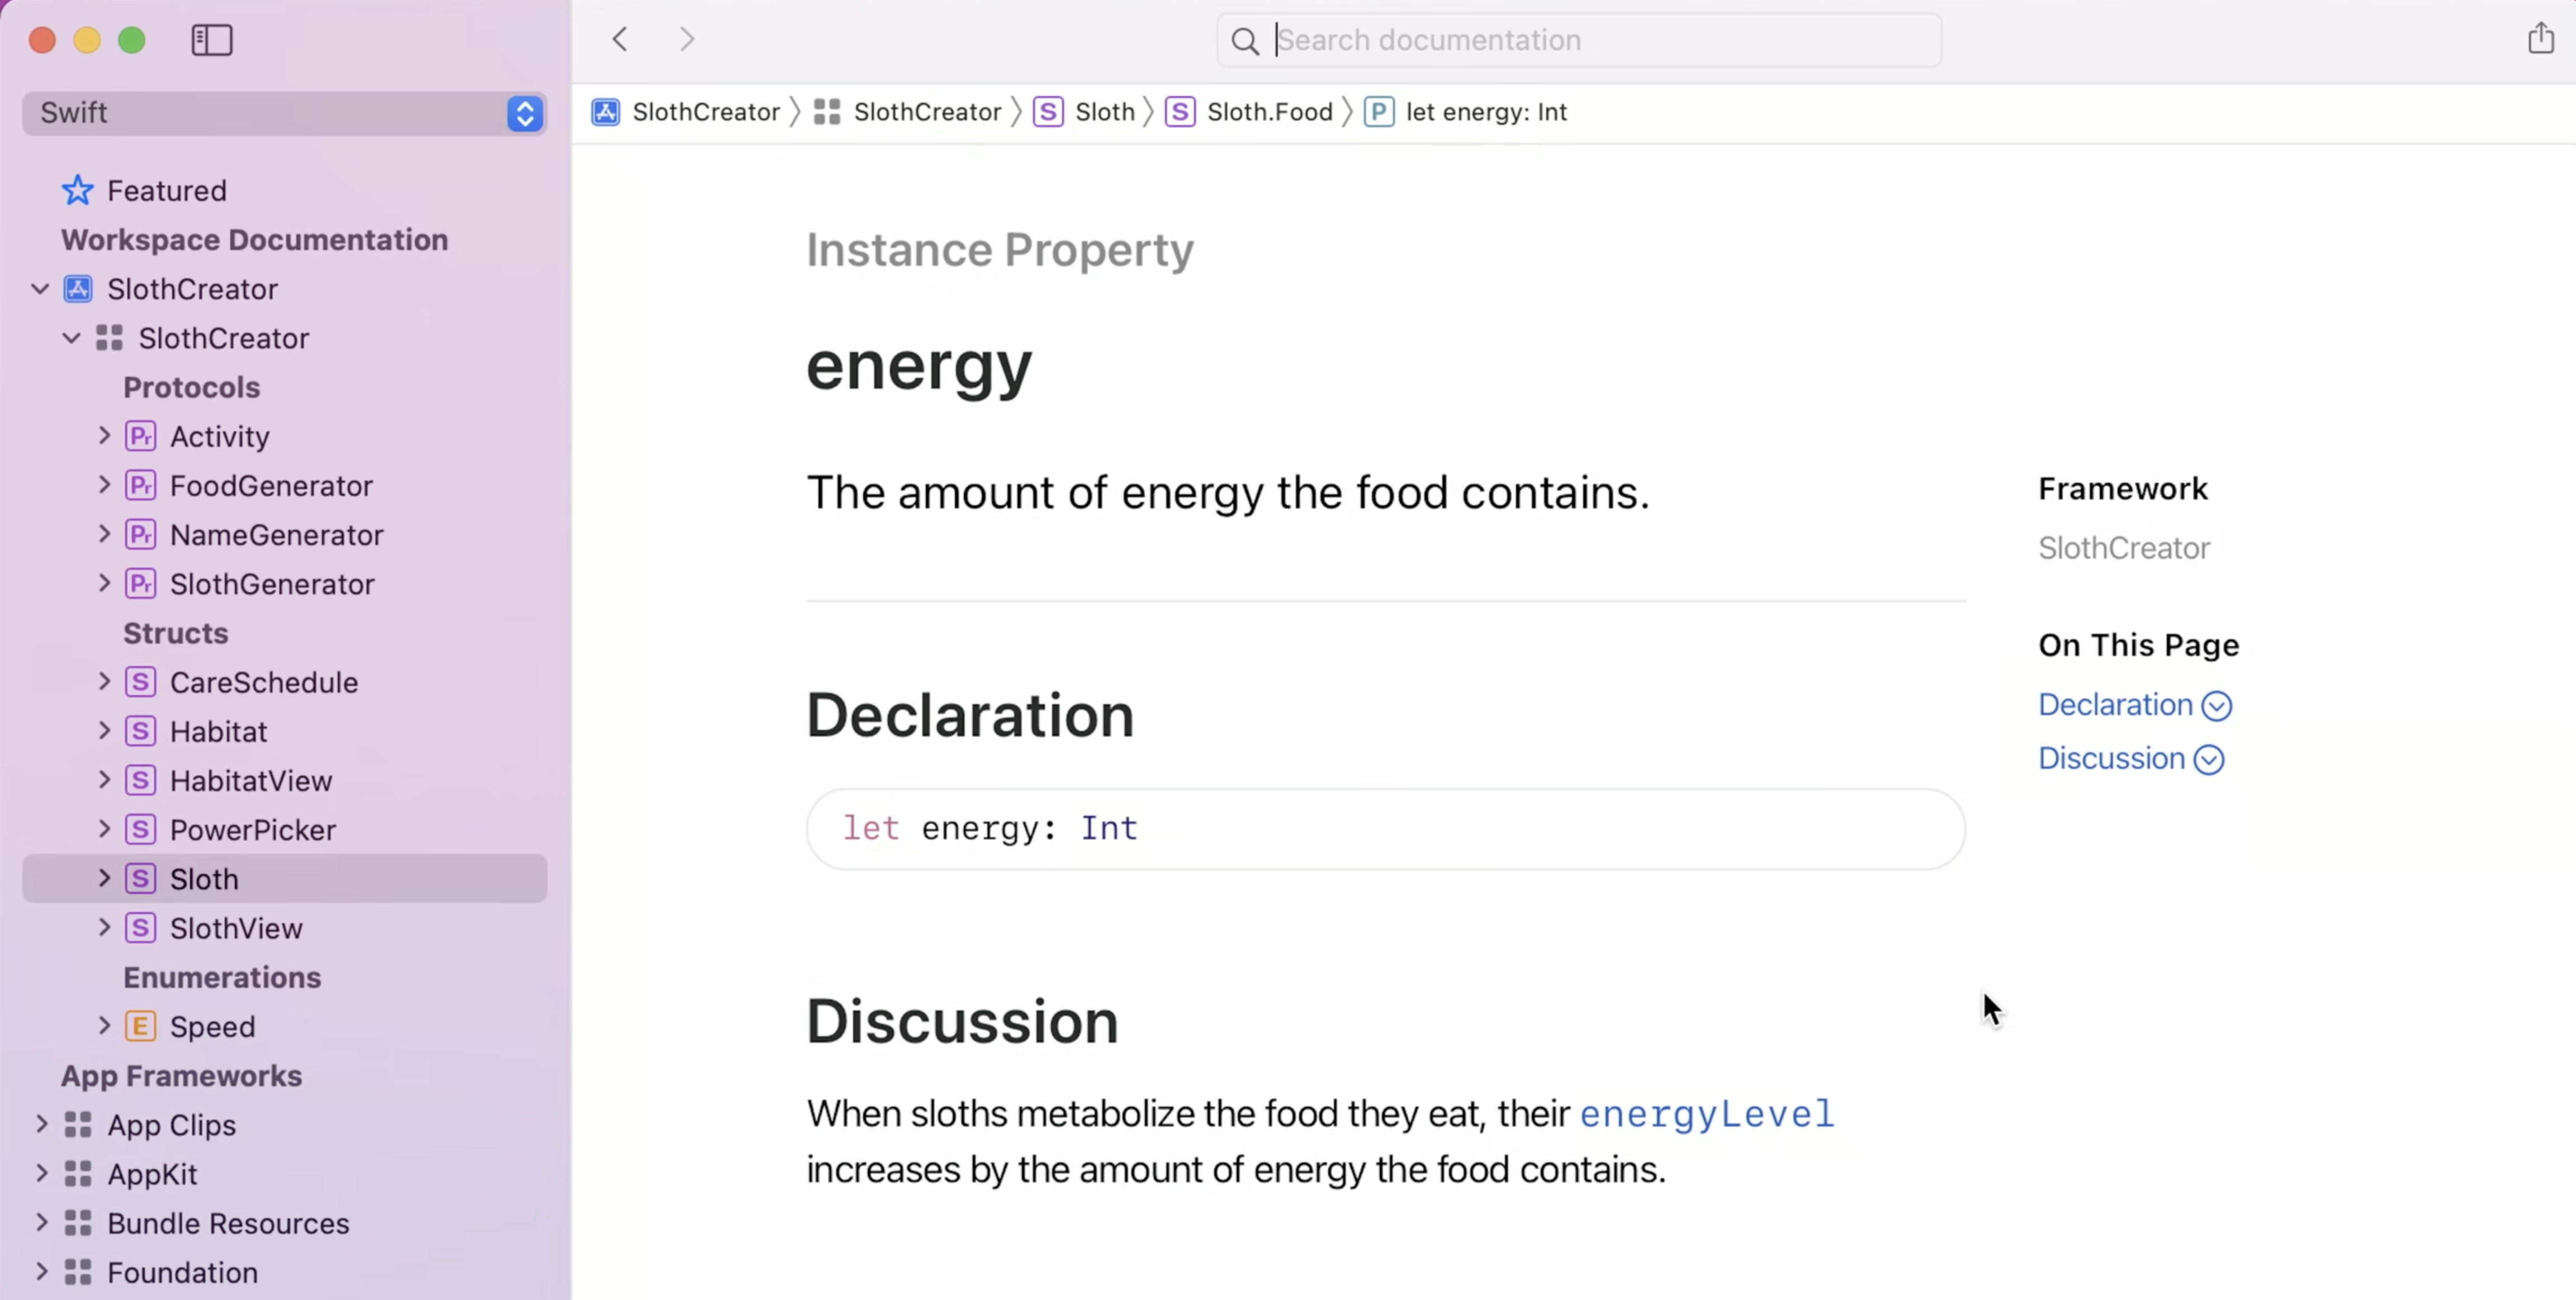 Search documentation
Swift
SlothCreator
SlothCreator
S Sloth
S Sloth.Food
P let energy: Int
Featured
Workspace Documentation
SlothCreator
SlothCreator
Protocols
Pr Activity
Pr FoodGenerator
Pr NameGenerator
Pr SlothGenerator
Structs
S CareSchedule
S Habitat
S HabitatView
S PowerPicker
S Sloth
S SlothView
Enumerations
E Speed
App Frameworks
App Clips
AppKit
Bundle Resources
Foundation
Instance Property
energy
The amount of energy the food contains.
Declaration
let energy: Int
Discussion
When sloths metabolize the food they eat, their energyLevel
increases by the amount of energy the food contains.
Framework
SlothCreator
On This Page
Declaration
Discussion